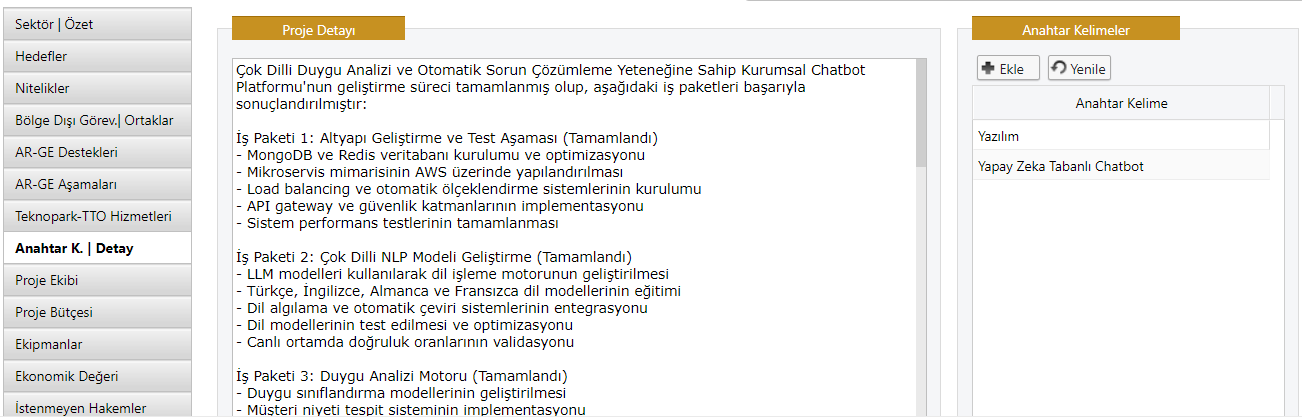 Sektör | Özet
Hedefler
Nitelikler
Bölge Dışı Görev.| Ortaklar
AR-GE Destekleri
AR-GE Aşamaları
Teknopark-TTO Hizmetleri
Anahtar K. | Detay
Proje Ekibi
Proje Bütçesi
Ekipmanlar
Ekonomik Değeri
İstenmeyen Hakemler
Proje Detayı
Çok Dilli Duygu Analizi ve Otomatik Sorun Çözümleme Yeteneğine Sahip Kurumsal Chatbot
Platformu'nun geliştirme süreci tamamlanmış olup, aşağıdaki iş paketleri başarıyla
sonuçlandırılmıştır:
İş Paketi 1: Altyapı Geliştirme ve Test Aşaması (Tamamlandı)
- MongoDB ve Redis veritabanı kurulumu ve optimizasyonu
- Mikroservis mimarisinin AWS üzerinde yapılandırılması
- Load balancing ve otomatik ölçeklendirme sistemlerinin kurulumu
- API gateway ve güvenlik katmanlarının implementasyonu
- Sistem performans testlerinin tamamlanması
İş Paketi 2: Çok Dilli NLP Modeli Geliştirme (Tamamlandı)
- LLM modelleri kullanılarak dil işleme motorunun geliştirilmesi
- Türkçe, İngilizce, Almanca ve Fransızca dil modellerinin eğitimi
- Dil algılama ve otomatik çeviri sistemlerinin entegrasyonu
- Dil modellerinin test edilmesi ve optimizasyonu
- Canlı ortamda doğruluk oranlarının validasyonu
İş Paketi 3: Duygu Analizi Motoru (Tamamlandı)
- Duygu sınıflandırma modellerinin geliştirilmesi
- Müşteri niyeti tespit sisteminin implementasyonu
Anahtar Kelimeler
Ekle Yenile
Anahtar Kelime
Yazılım
Yapay Zeka Tabanlı Chatbot